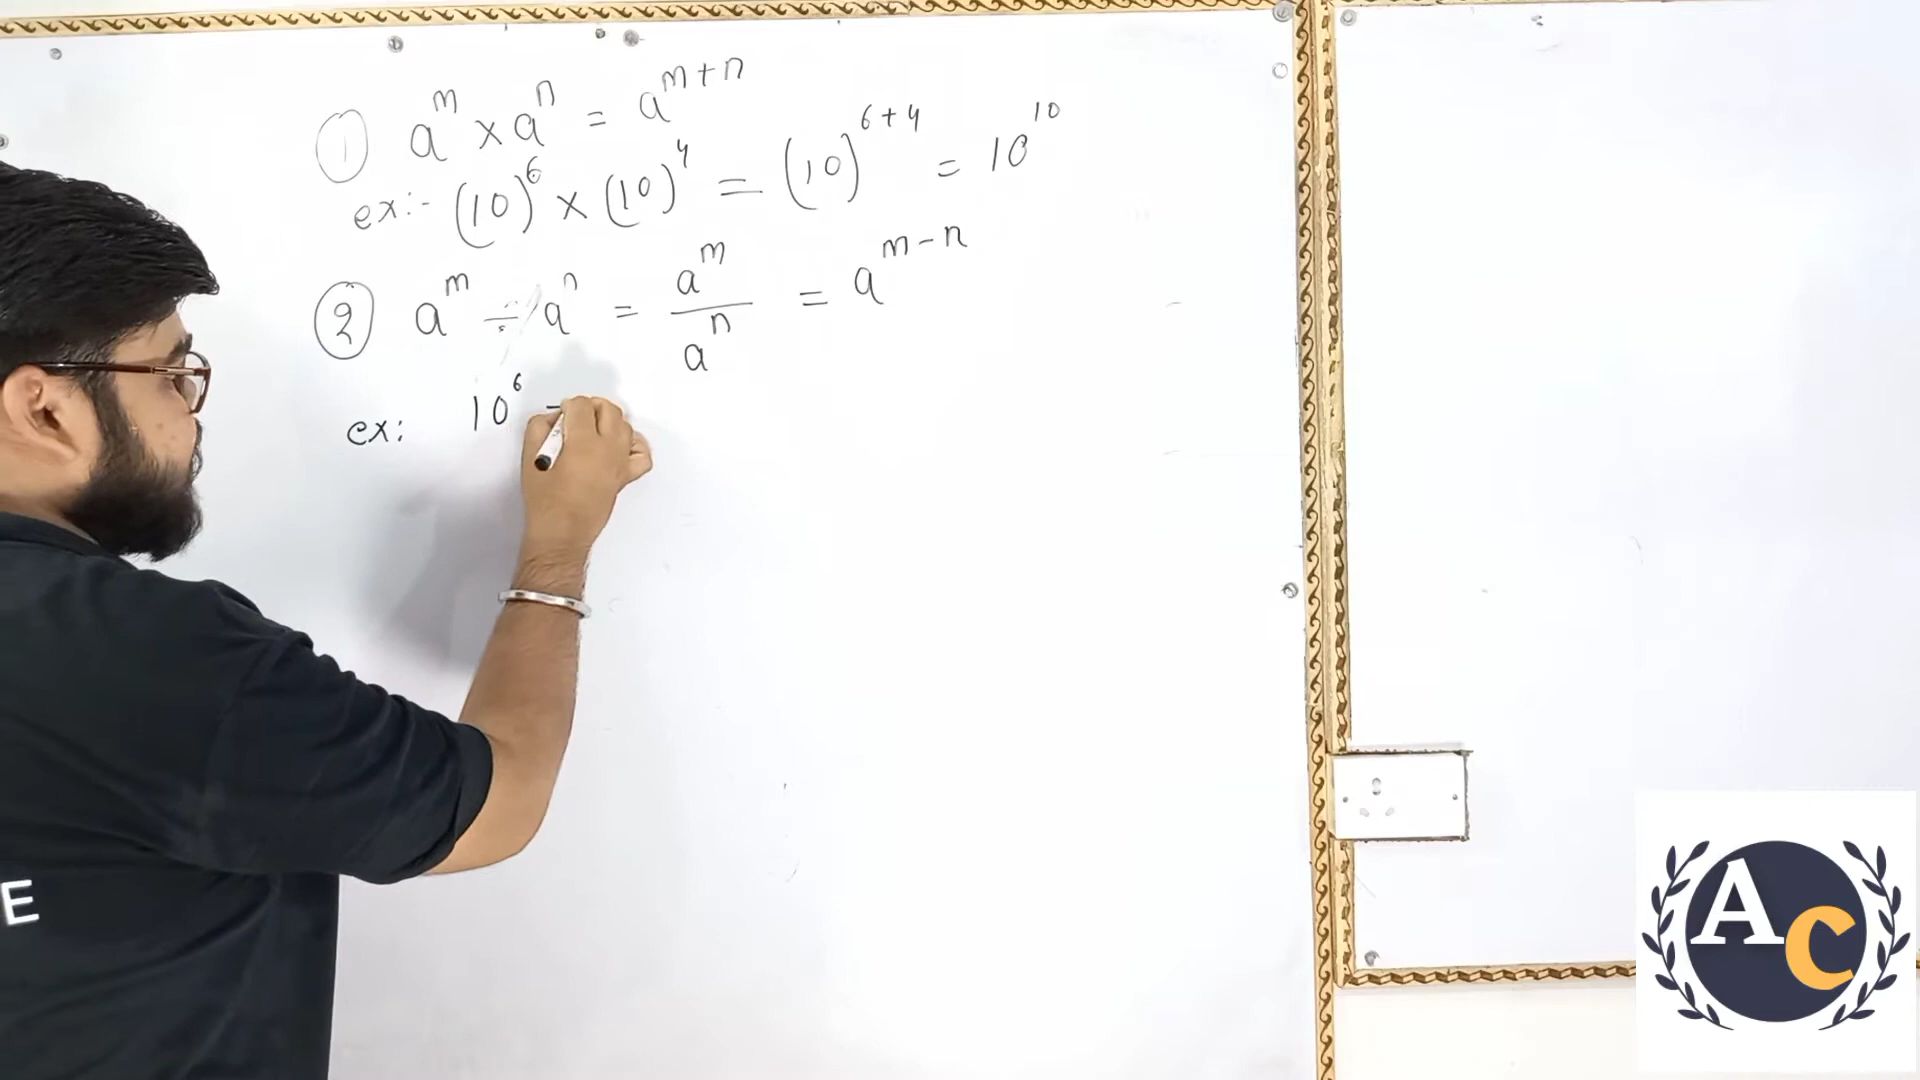 ① a^m × a^n = a^{m+n}
ex:- (10)^6 × (10)^4 = (10)^{6+4} = 10^{10}
② a^m ÷ a^n = a^m / a^n = a^{m-n}
ex: 10^6 -
E
AC